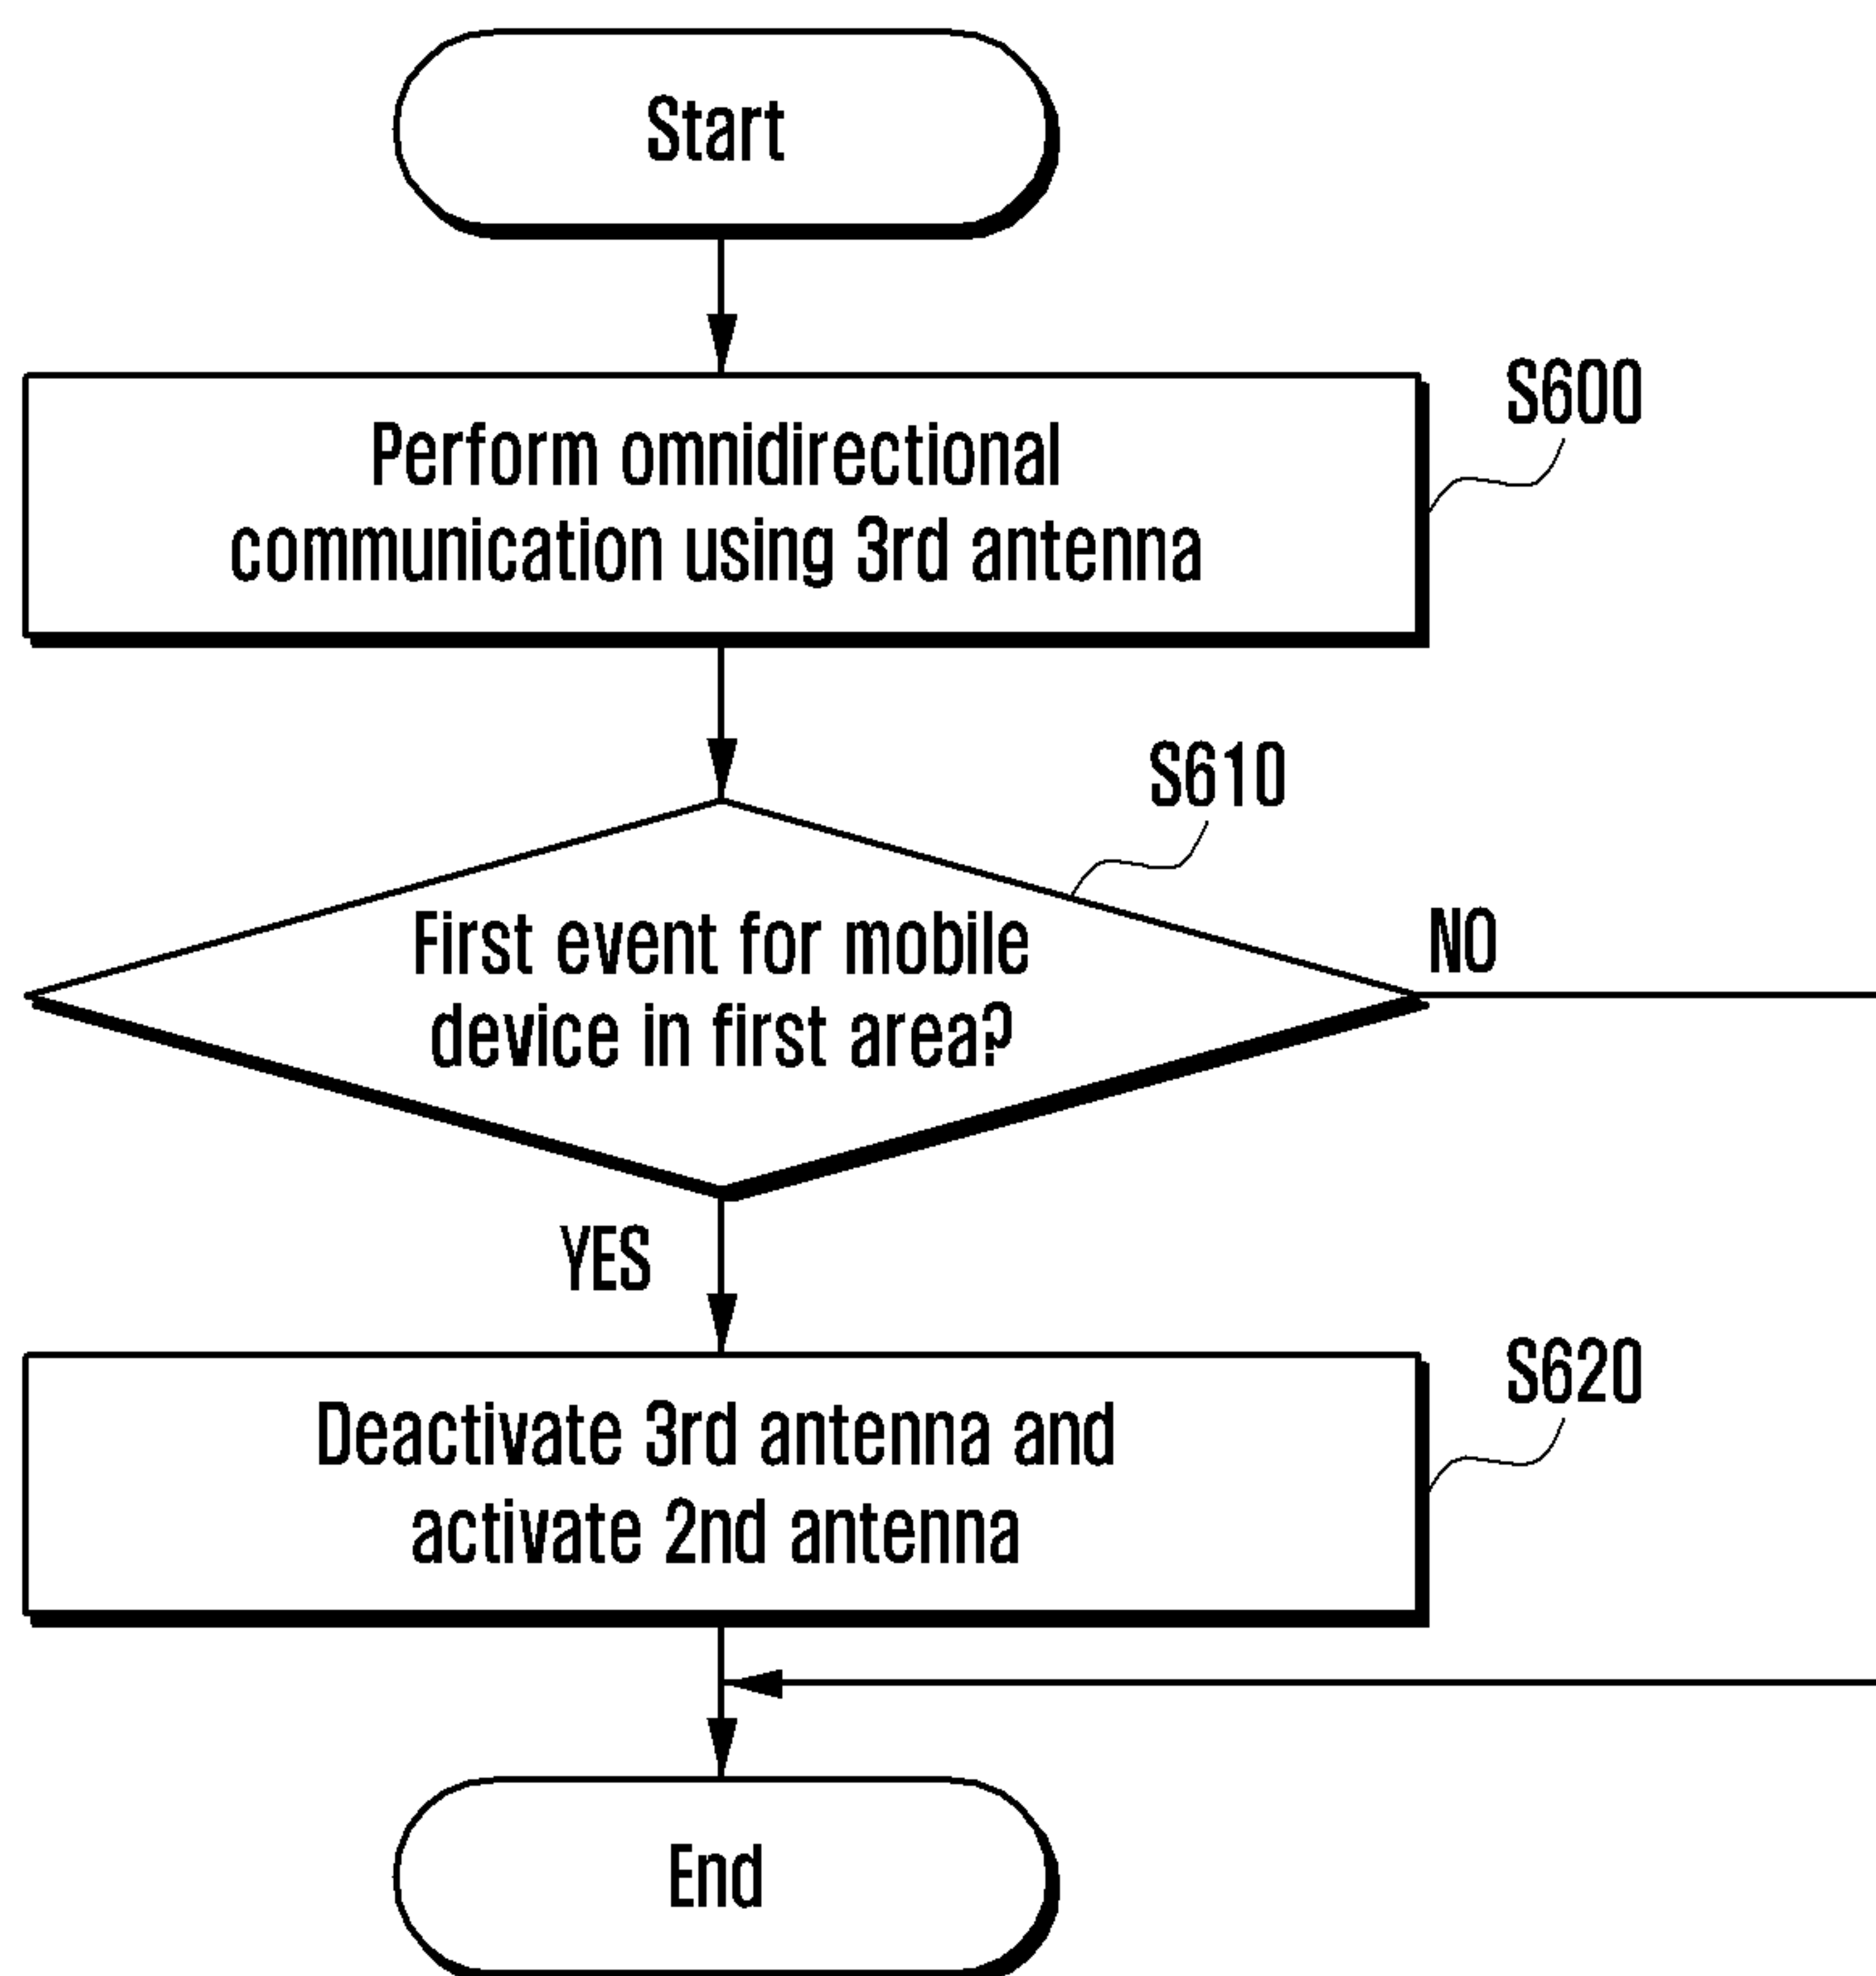 Start
S600
Perform omnidirectional
communication using 3rd antenna
S610
First event for mobile
device in first area?
NO
YES
S620
Deactivate 3rd antenna and
activate 2nd antenna
End